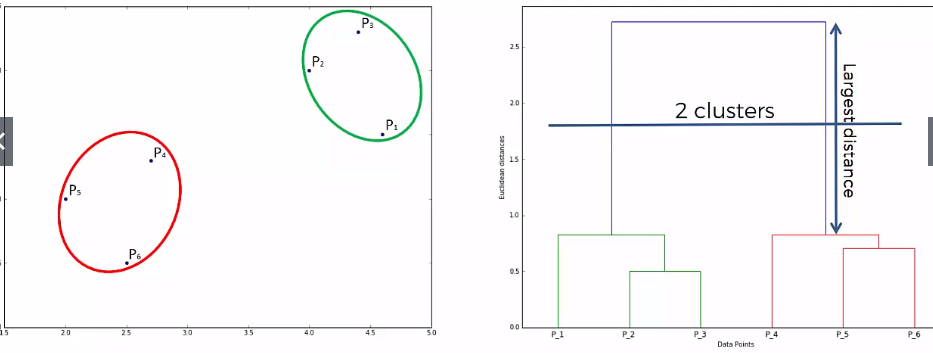 P3
P2
P1
P4
P5
P6
1.5 2.0 2.5 3.0 3.5 4.0 4.5 5.0
2.5
2.0
1.5
1.0
0.5
0.0
Euclidean distances
2 clusters
Largest distance
P_1 P_2 P_3 P_4 P_5 P_6
Data Points